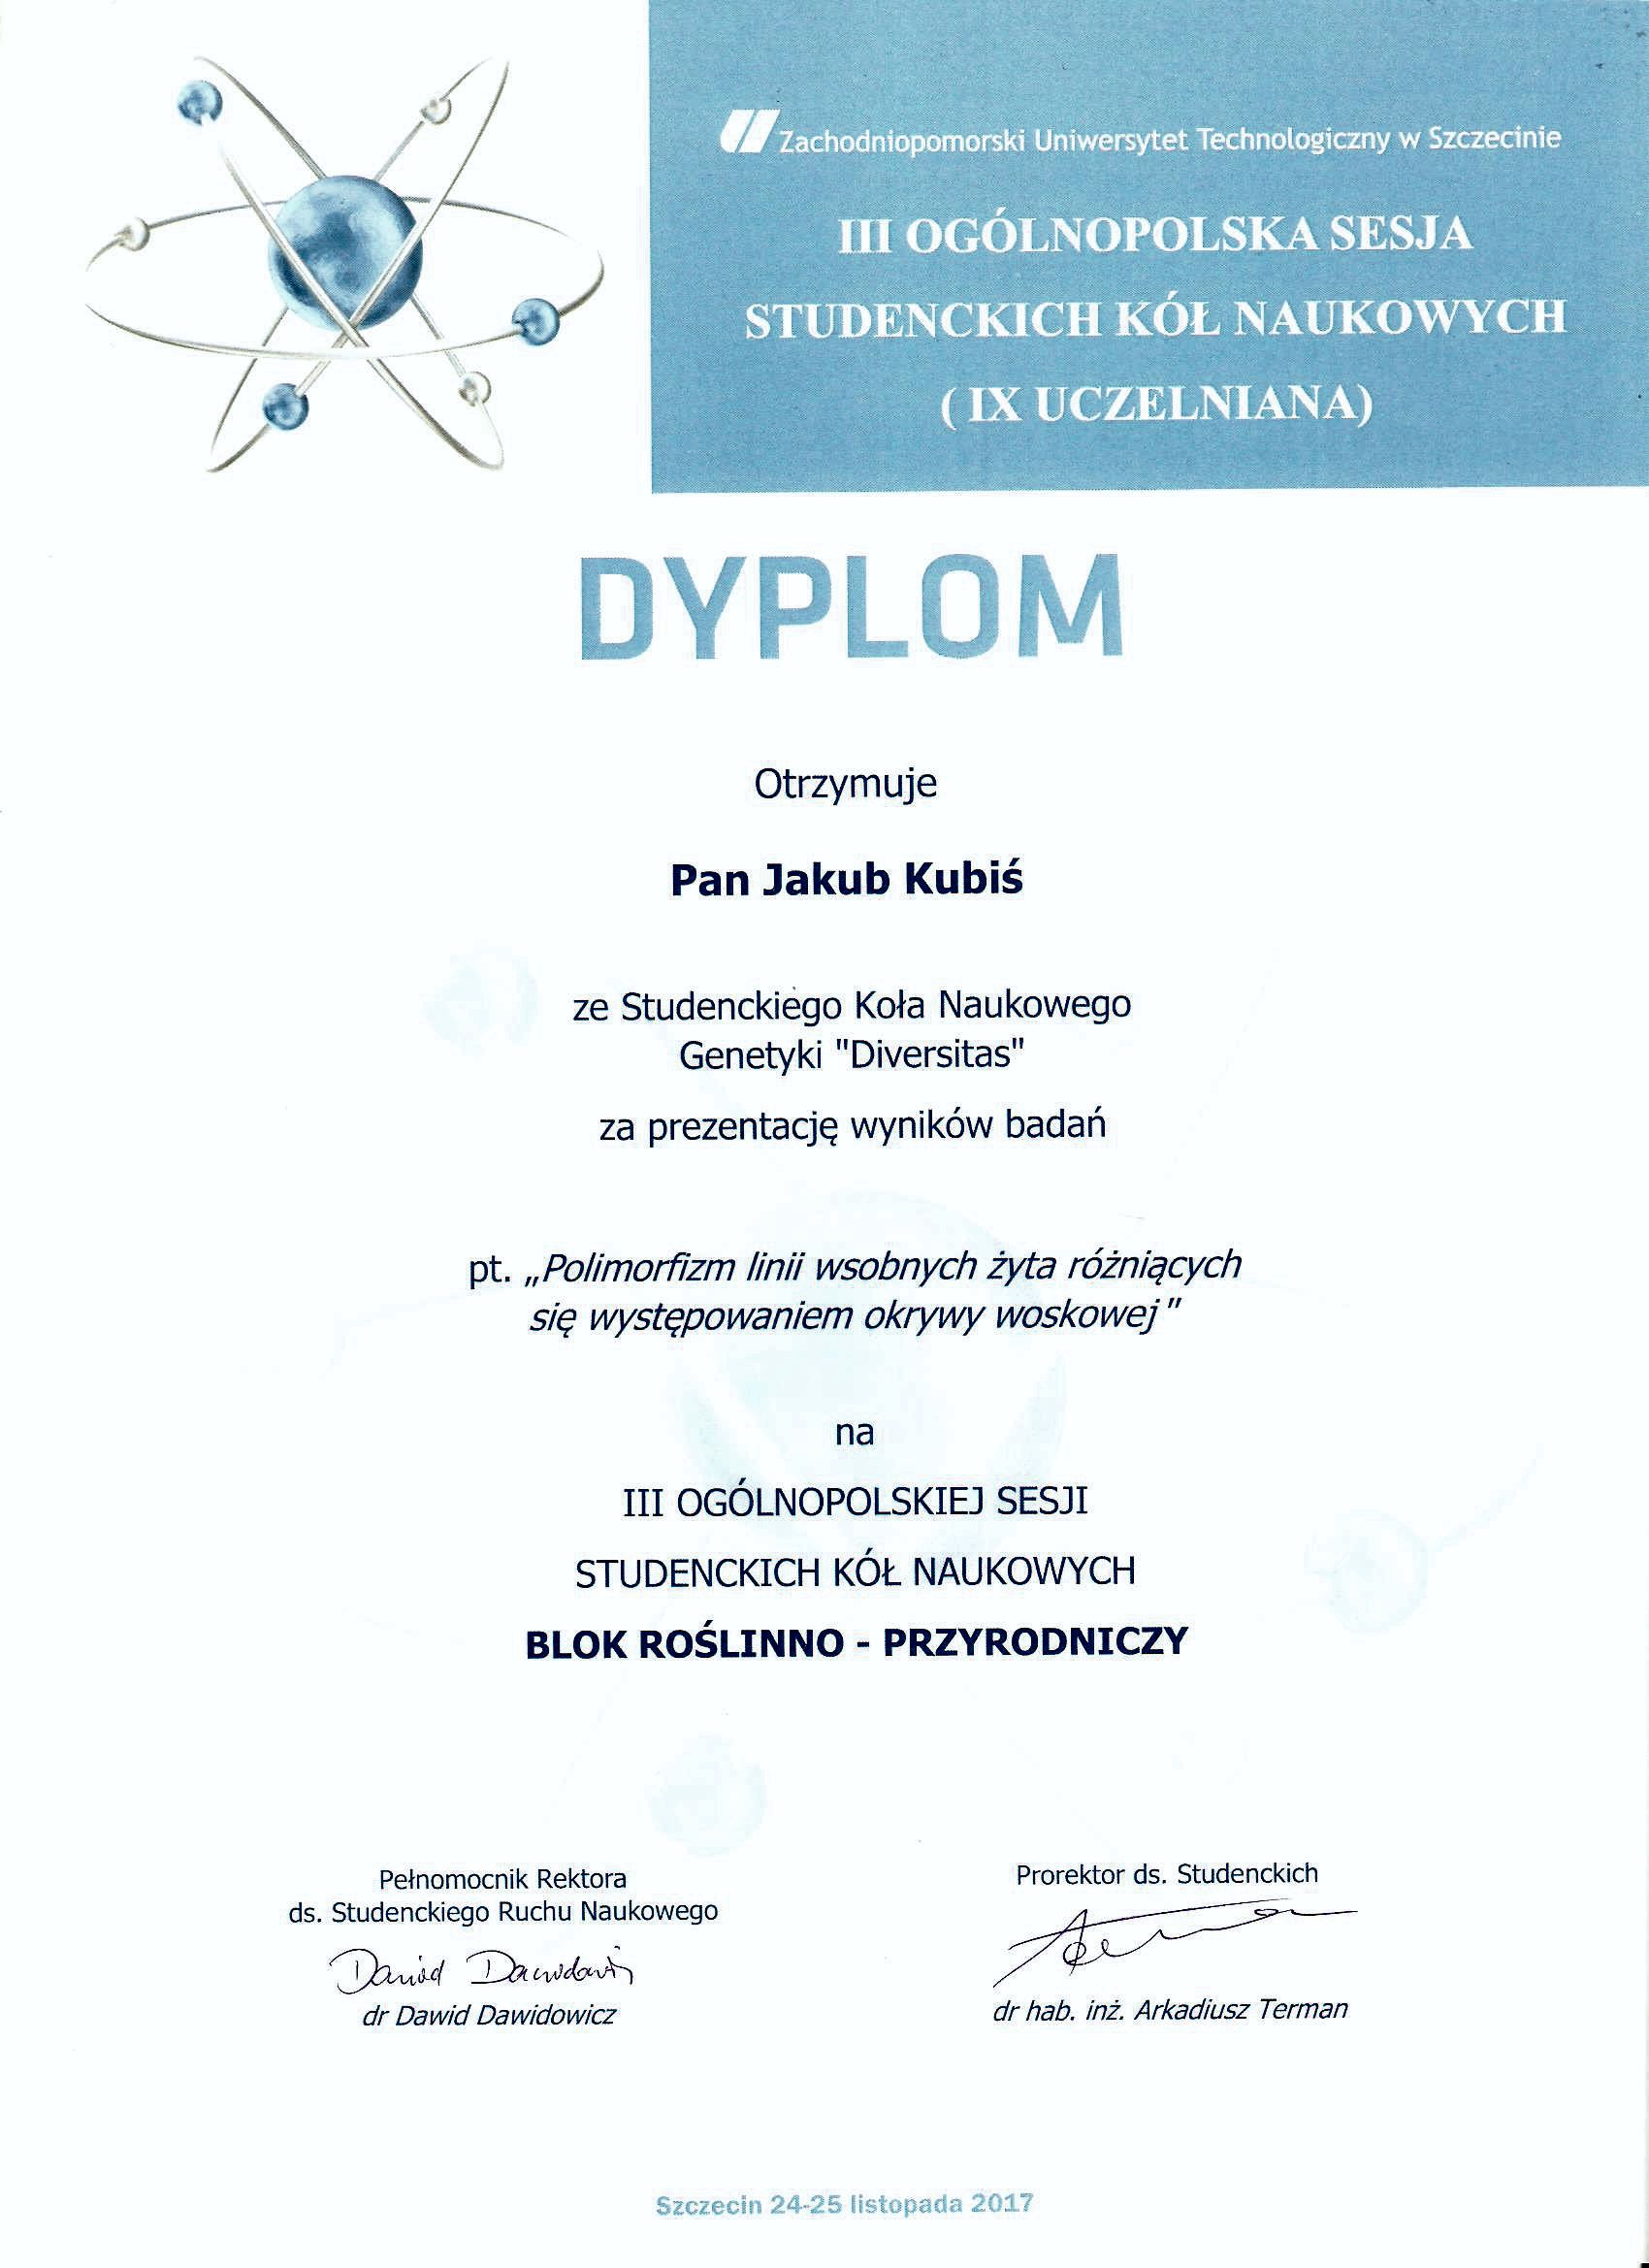 Zachodniopomorski Uniwersytet Technologiczny w Szczecinie
III OGÓLNOPOLSKA SESJA
STUDENCKICH KÓŁ NAUKOWYCH
( IX UCZELNIANA)
DYPLOM
Otrzymuje
Pan Jakub Kubiś
ze Studenckiego Koła Naukowego
Genetyki "Diversitas"
za prezentację wyników badań
pt. „Polimorfizm linii wsobnych żyta różniących
się występowaniem okrywy woskowej"
na
III OGÓLNOPOLSKIEJ SESJI
STUDENCKICH KÓŁ NAUKOWYCH
BLOK ROŚLINNO - PRZYRODNICZY
Pełnomocnik Rektora
ds. Studenckiego Ruchu Naukowego
Dawid Dawidowicz
dr Dawid Dawidowicz
Prorektor ds. Studenckich
dr hab. inż. Arkadiusz Terman
Szczecin 24-25 listopada 2017